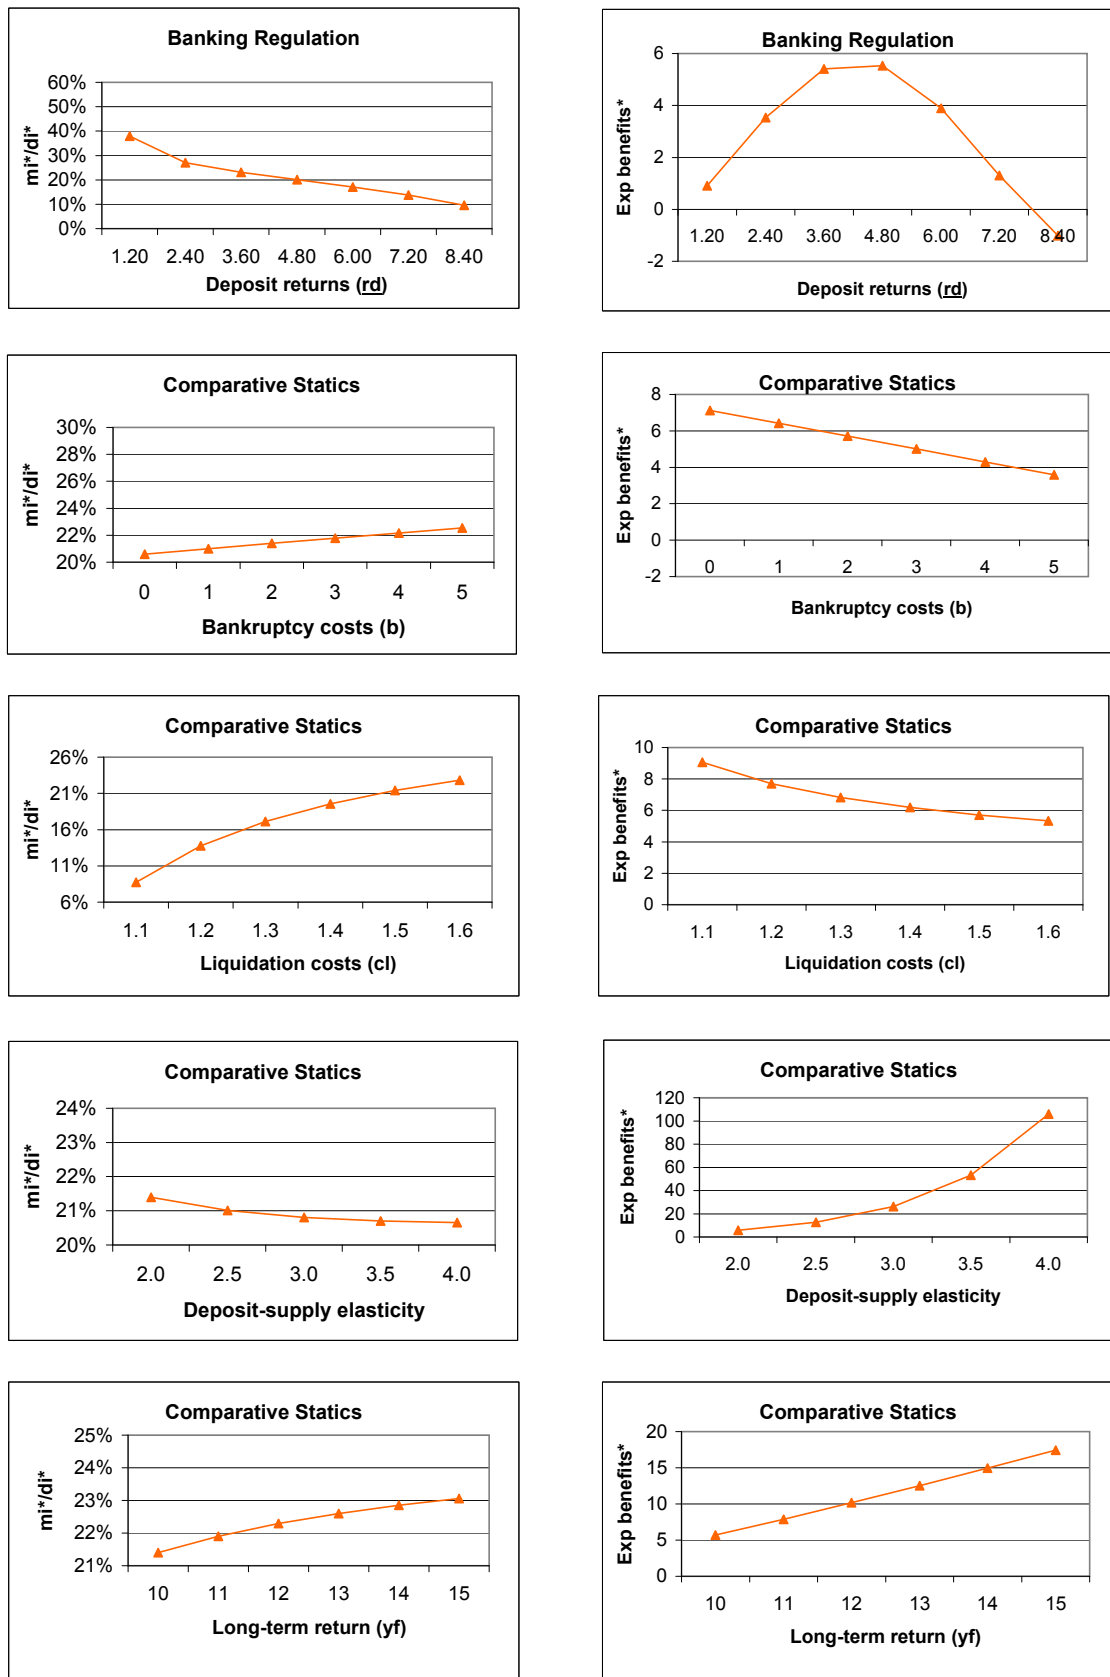 Banking Regulation
mi*/di*
60%
50%
40%
30%
20%
10%
0%
1.20 2.40 3.60 4.80 6.00 7.20 8.40
Deposit returns (rd)
Banking Regulation
Exp benefits*
6
4
2
0
-2
1.20 2.40 3.60 4.80 6.00 7.20 8.40
Deposit returns (rd)
Comparative Statics
mi*/di*
30%
28%
26%
24%
22%
20%
0 1 2 3 4 5
Bankruptcy costs (b)
Comparative Statics
Exp benefits*
8
6
4
2
0
-2
0 1 2 3 4 5
Bankruptcy costs (b)
Comparative Statics
mi*/di*
26%
21%
16%
11%
6%
1.1 1.2 1.3 1.4 1.5 1.6
Liquidation costs (cl)
Comparative Statics
Exp benefits*
10
8
6
4
2
0
1.1 1.2 1.3 1.4 1.5 1.6
Liquidation costs (cl)
Comparative Statics
mi*/di*
24%
23%
22%
21%
20%
2.0 2.5 3.0 3.5 4.0
Deposit-supply elasticity
Comparative Statics
Exp benefits*
120
100
80
60
40
20
0
2.0 2.5 3.0 3.5 4.0
Deposit-supply elasticity
Comparative Statics
mi*/di*
25%
24%
23%
22%
21%
10 11 12 13 14 15
Long-term return (yf)
Comparative Statics
Exp benefits*
20
15
10
5
0
10 11 12 13 14 15
Long-term return (yf)